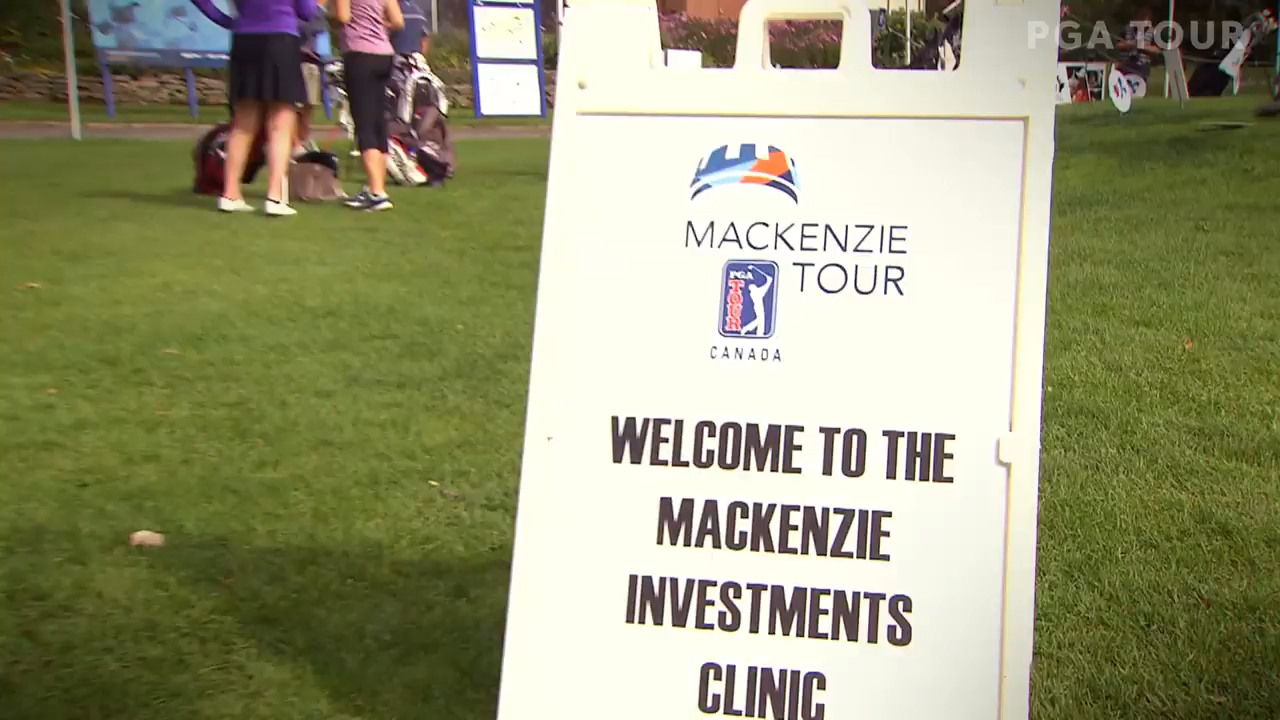 PGA TOUR
MACKENZIE
TOUR
PGA
TOUR
CANADA
WELCOME TO THE
MACKENZIE
INVESTMENTS
CLINIC